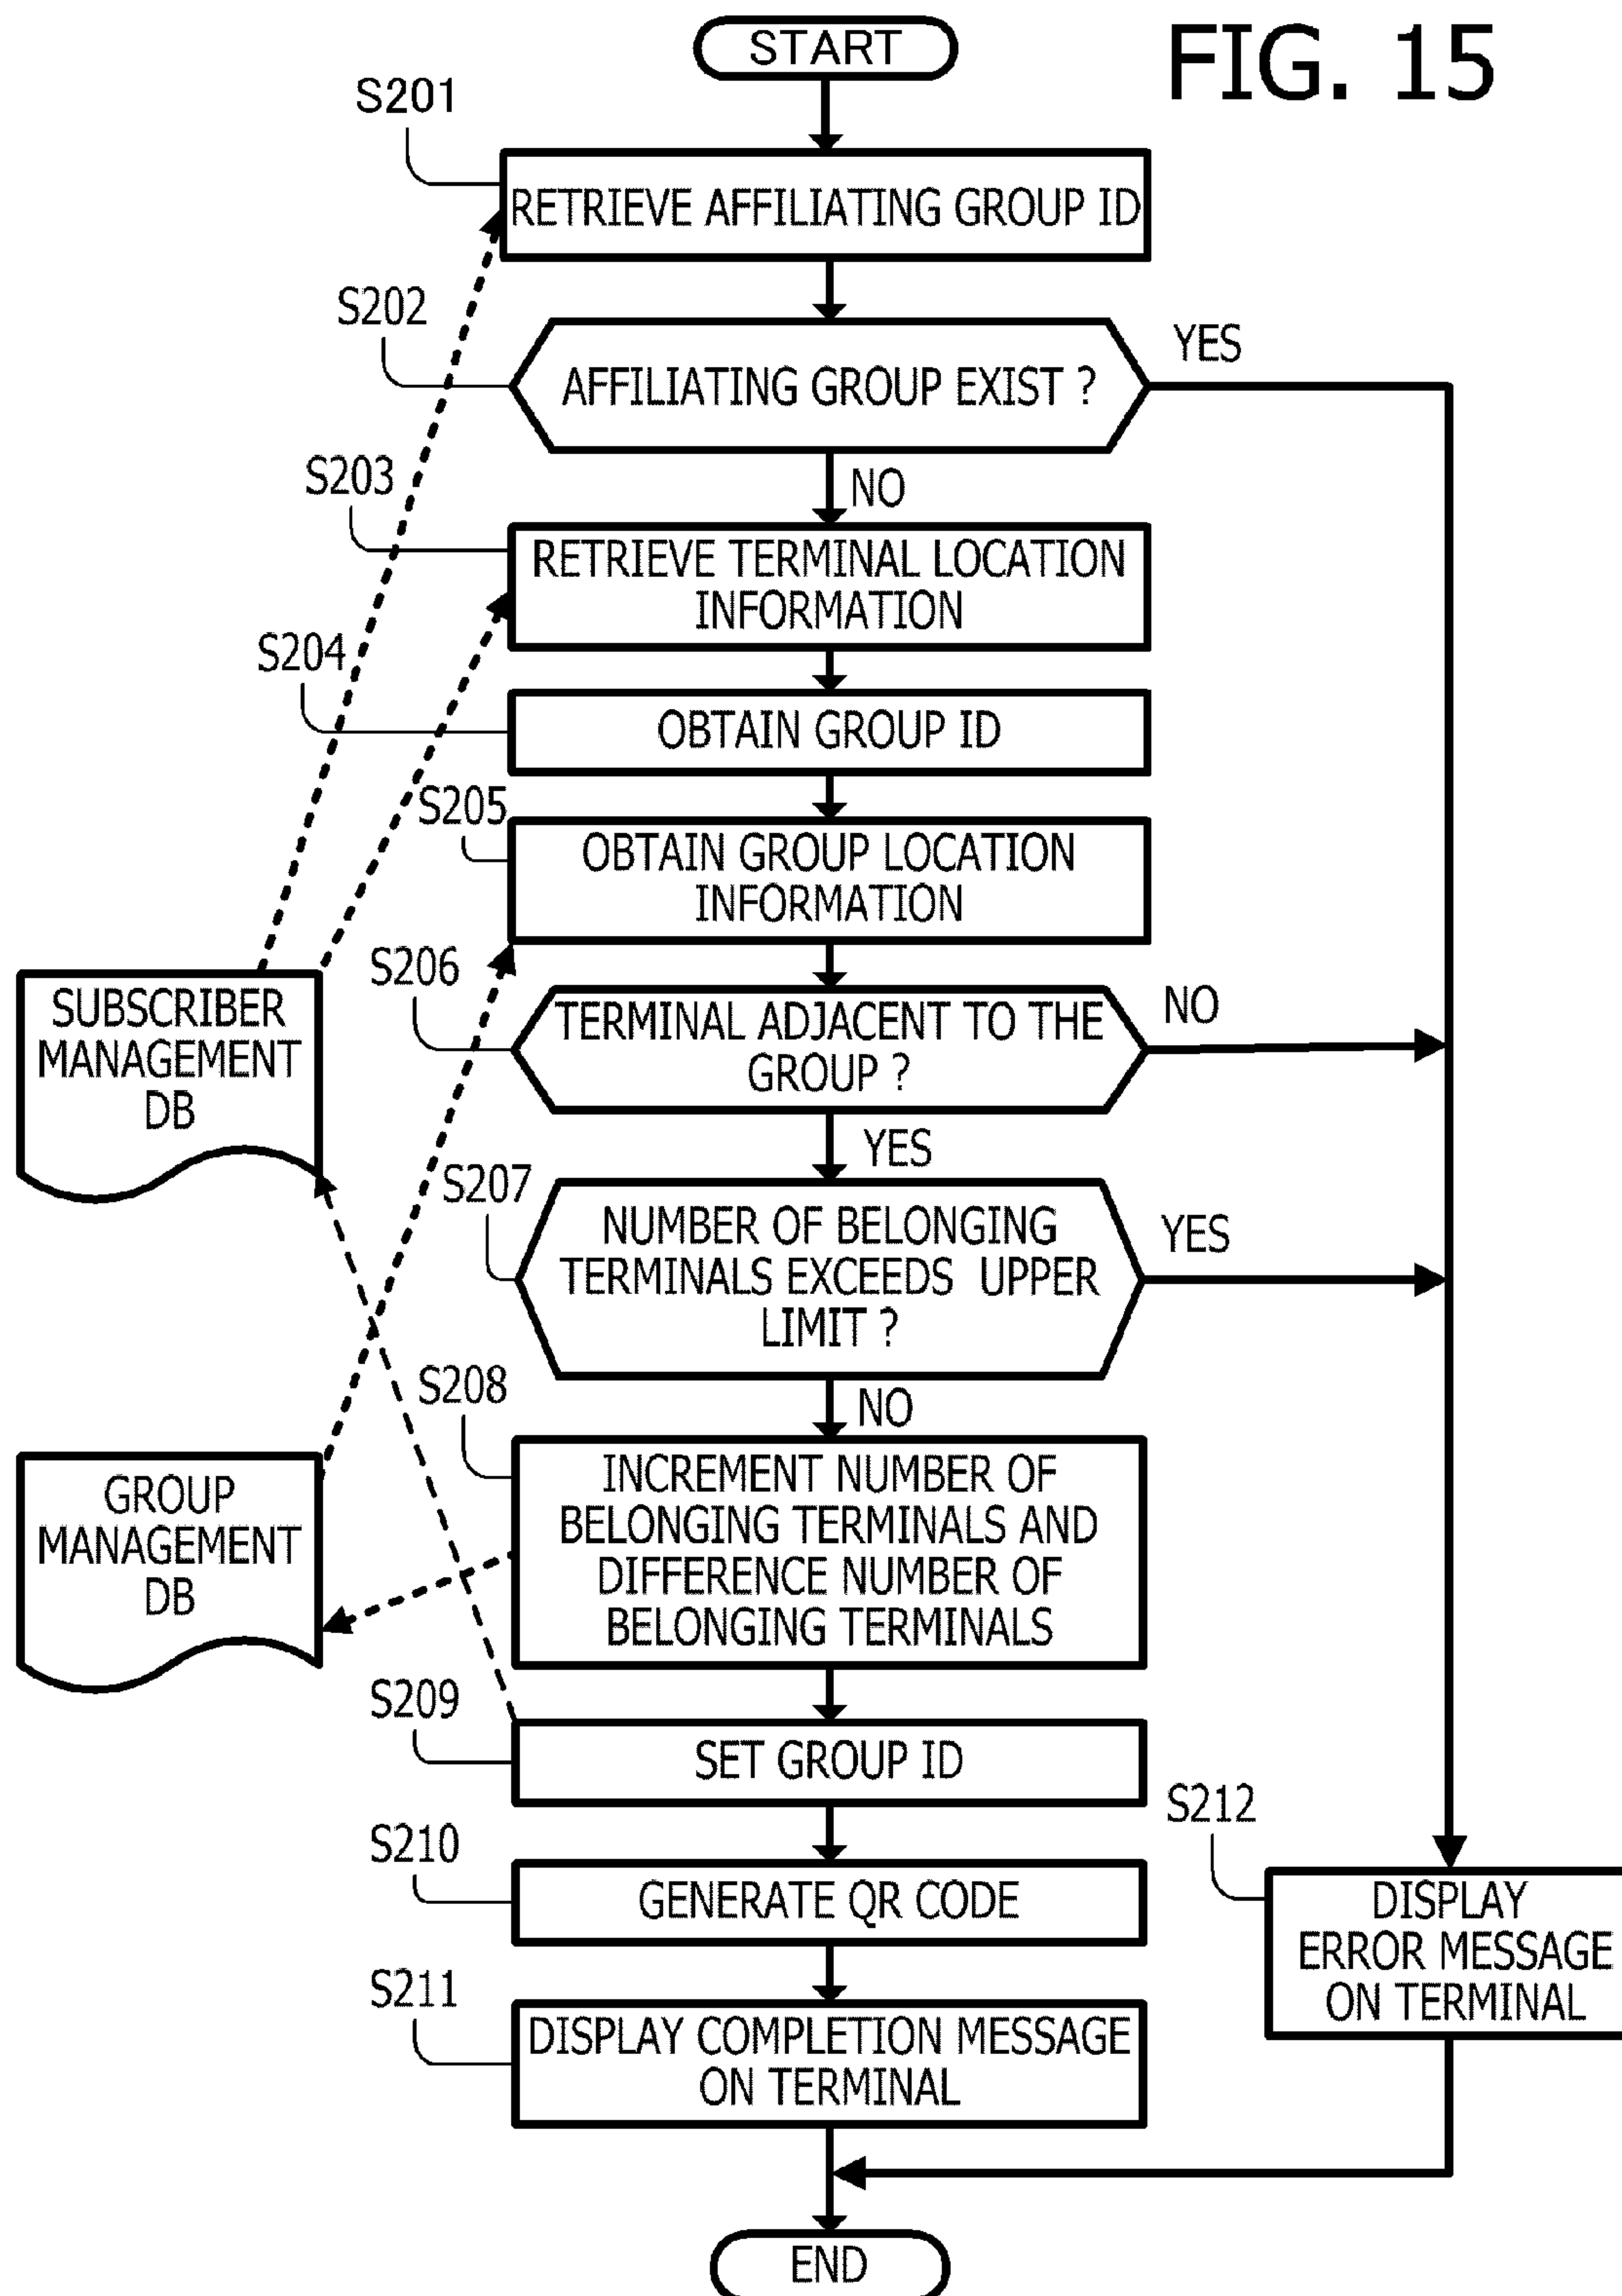 START
FIG. 15
S201
RETRIEVE AFFILIATING GROUP ID
S202
AFFILIATING GROUP EXIST ?
YES
NO
S203
RETRIEVE TERMINAL LOCATION
INFORMATION
S204
OBTAIN GROUP ID
S205
OBTAIN GROUP LOCATION
INFORMATION
SUBSCRIBER
MANAGEMENT
DB
S206
TERMINAL ADJACENT TO THE
GROUP ?
NO
YES
S207
NUMBER OF BELONGING
TERMINALS EXCEEDS UPPER
LIMIT ?
YES
NO
GROUP
MANAGEMENT
DB
S208
INCREMENT NUMBER OF
BELONGING TERMINALS AND
DIFFERENCE NUMBER OF
BELONGING TERMINALS
S209
SET GROUP ID
S210
GENERATE QR CODE
S211
DISPLAY COMPLETION MESSAGE
ON TERMINAL
S212
DISPLAY
ERROR MESSAGE
ON TERMINAL
END